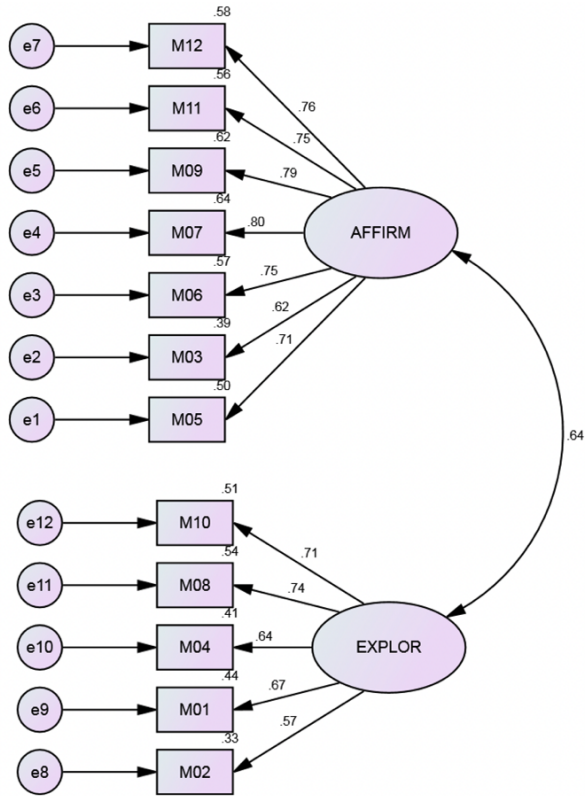 .58
e7 M12
.76
.56
e6 M11
.75
.62
e5 M09
.79
.64
e4 M07 .80 AFFIRM
.57
e3 M06 .75
.39
e2 M03 .62
.71
.50
e1 M05
.64
.51
e12 M10
.71
.54
e11 M08 .74
.41
e10 M04 .64 EXPLOR
.44
e9 M01 .67
.57
.33
e8 M02